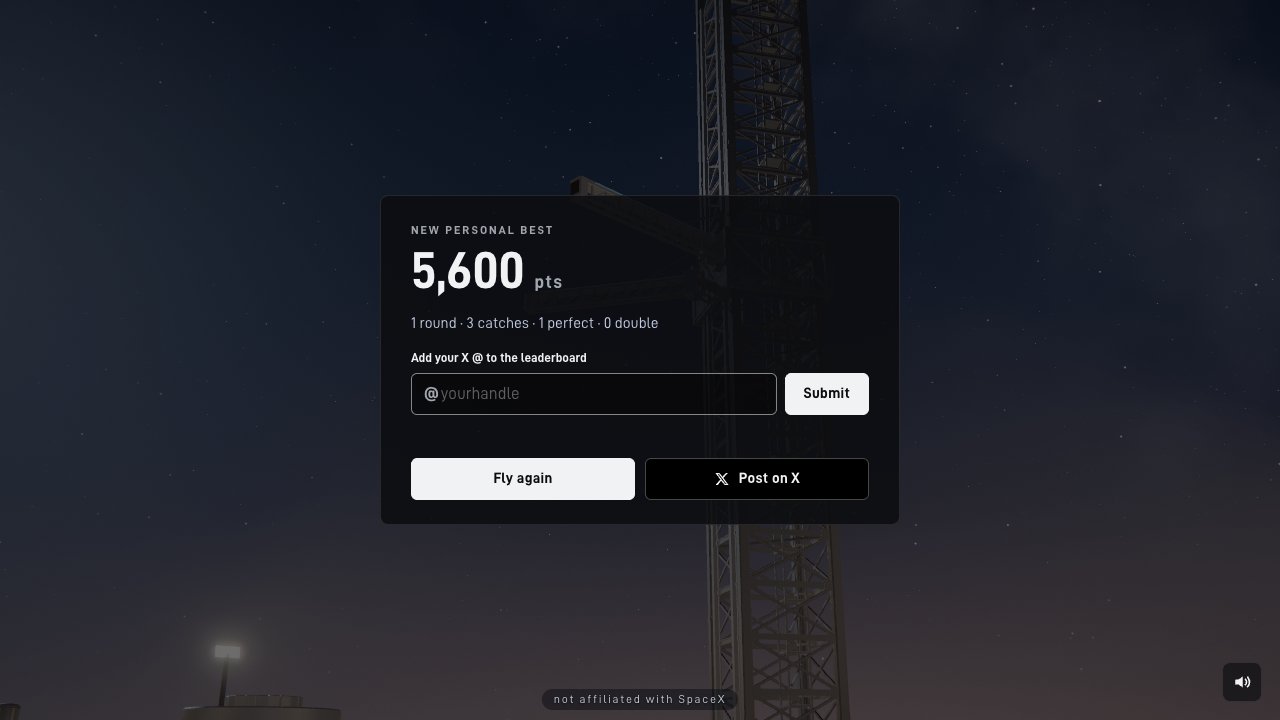 NEW PERSONAL BEST
5,600 pts
1 round · 3 catches · 1 perfect · 0 double
Add your X @ to the leaderboard
@yourhandle
Submit
Fly again
Post on X
not affiliated with SpaceX